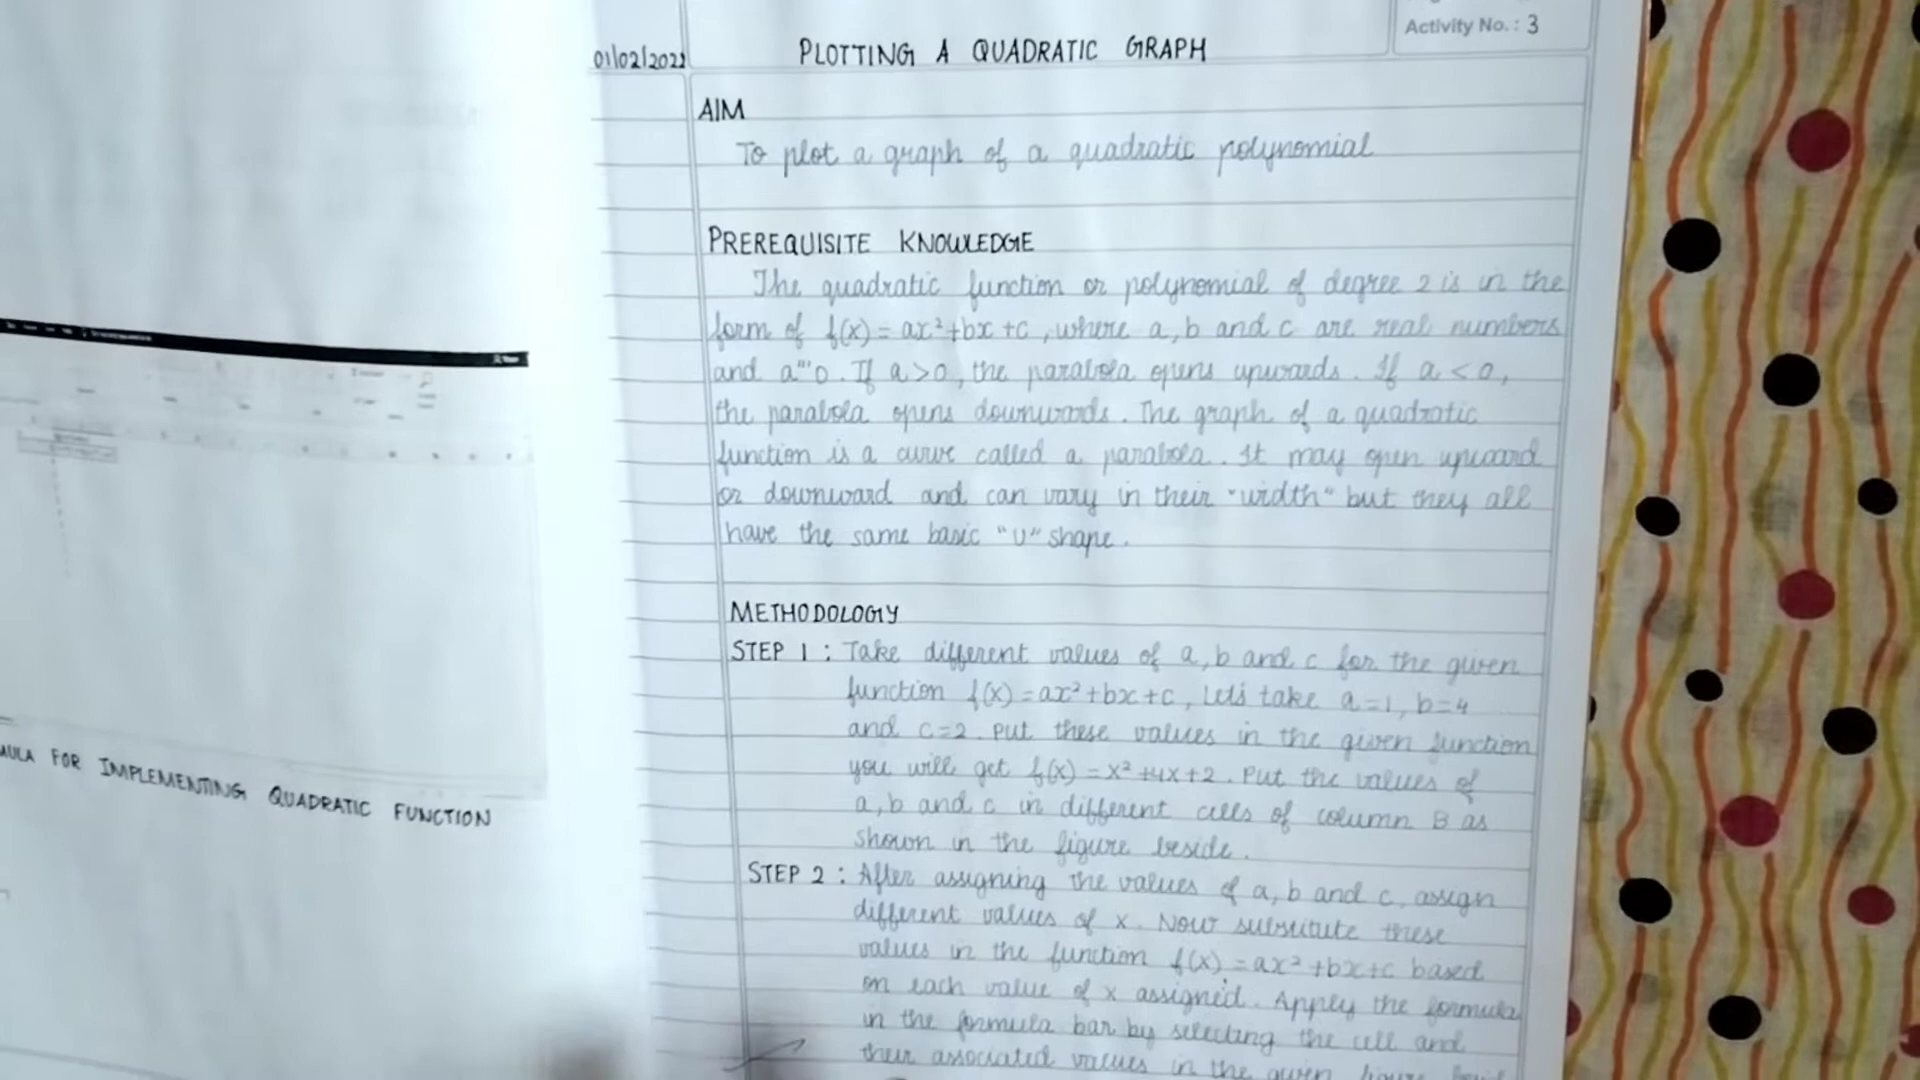 Activity No. : 3
01/02/2022
PLOTTING A QUADRATIC GRAPH
AIM
To plot a graph of a quadratic polynomial
PREREQUISITE KNOWLEDGE
The quadratic function or polynomial of degree 2 is in the
form of f(x) = ax²+bx+c, where a, b and c are real numbers
and a'''0. If a>0, the parabola opens upwards. If a<0,
the parabola opens downwards. The graph of a quadratic
function is a curve called a parabola. It may open upward
or downward and can vary in their "width" but they all
have the same basic "U" shape.
METHODOLOGY
STEP 1 : Take different values of a, b and c for the given
function f(x) = ax²+bx+c, Let's take a=1, b=4
and c=2. Put these values in the given function
you will get f(x) = x²+4x+2. Put the values of
a, b and c in different cells of column B as
shown in the figure beside.
STEP 2 : After assigning the values of a, b and c, assign
different values of x. Now substitute these
values in the function f(x) = ax²+bx+c based
on each value of x assigned. Apply the formula
in the formula bar by selecting the cell and
their associated values in the given figure
FOR IMPLEMENTING QUADRATIC FUNCTION